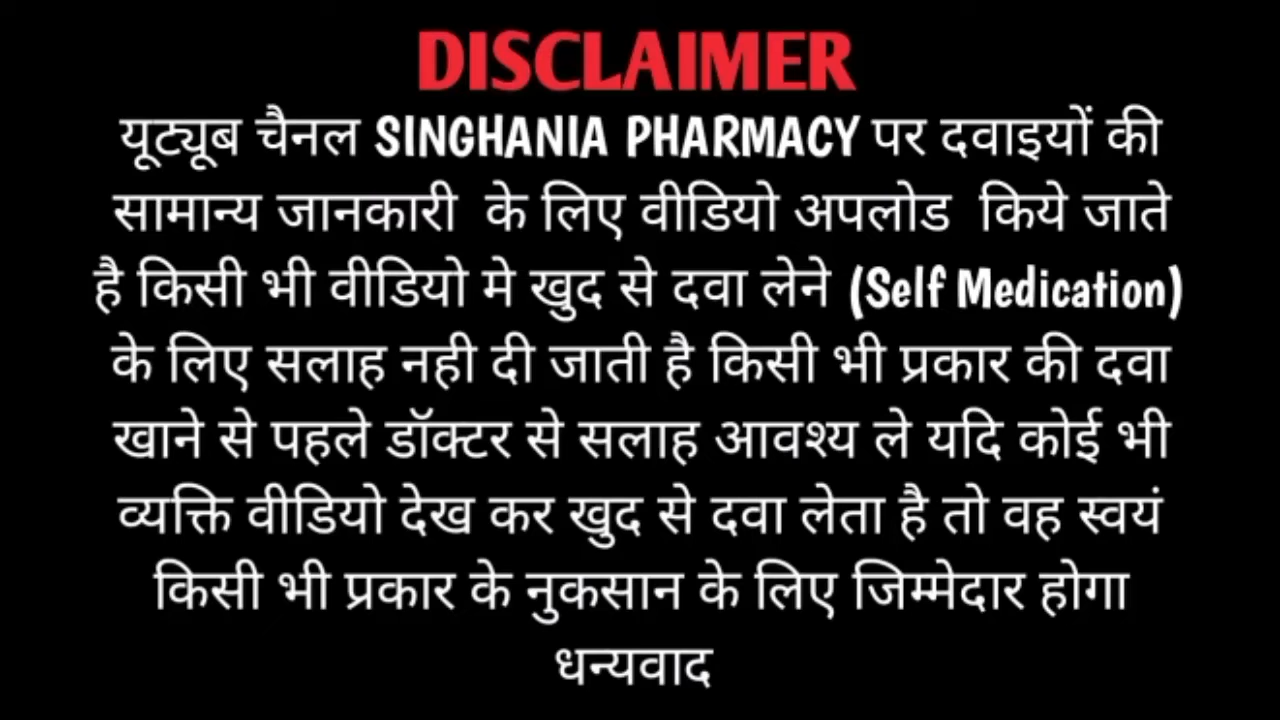 DISCLAIMER
यूट्यूब चैनल SINGHANIA PHARMACY पर दवाइयों की
सामान्य जानकारी के लिए वीडियो अपलोड किये जाते
है किसी भी वीडियो मे खुद से दवा लेने (Self Medication)
के लिए सलाह नही दी जाती है किसी भी प्रकार की दवा
खाने से पहले डॉक्टर से सलाह आवश्य ले यदि कोई भी
व्यक्ति वीडियो देख कर खुद से दवा लेता है तो वह स्वयं
किसी भी प्रकार के नुकसान के लिए जिम्मेदार होगा
धन्यवाद